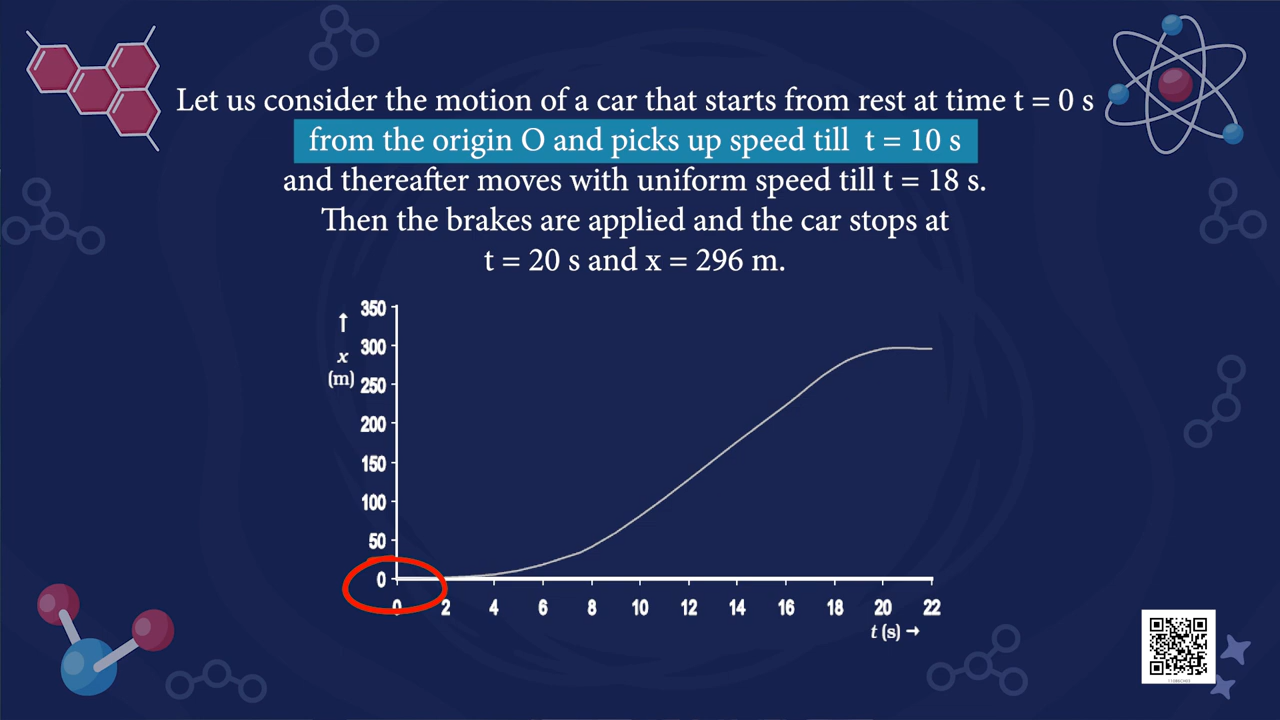 Let us consider the motion of a car that starts from rest at time t = 0 s
from the origin O and picks up speed till t = 10 s
and thereafter moves with uniform speed till t = 18 s.
Then the brakes are applied and the car stops at
t = 20 s and x = 296 m.
350
300
250
200
150
100
50
0
↑
x
(m)
0 2 4 6 8 10 12 14 16 18 20 22
t (s) →